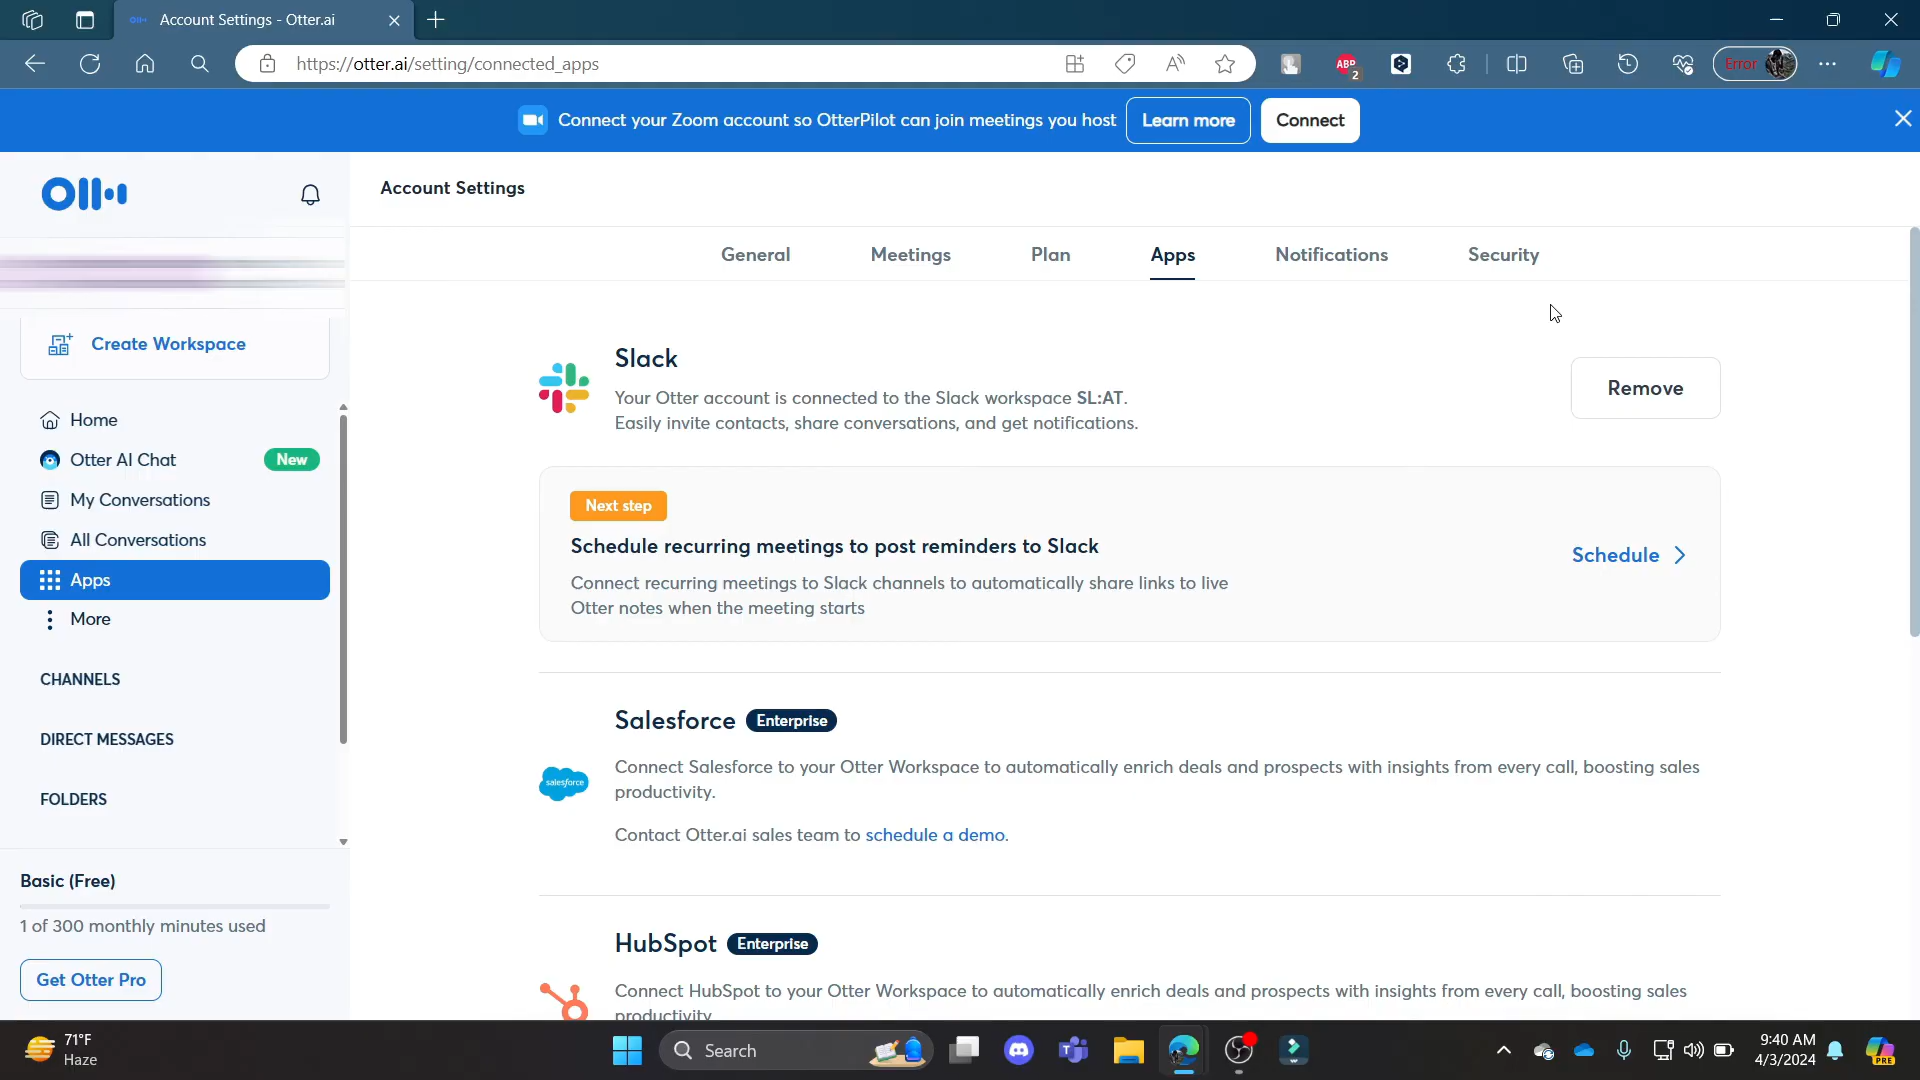 Account Settings - Otter.ai
https://otter.ai/setting/connected_apps
ABP
2
Error
Connect your Zoom account so OtterPilot can join meetings you host
Learn more
Connect
Account Settings
General
Meetings
Plan
Apps
Notifications
Security
Create Workspace
Home
Otter AI Chat
New
My Conversations
All Conversations
Apps
More
CHANNELS
DIRECT MESSAGES
FOLDERS
Basic (Free)
1 of 300 monthly minutes used
Get Otter Pro
Slack
Your Otter account is connected to the Slack workspace SL:AT.
Easily invite contacts, share conversations, and get notifications.
Remove
Next step
Schedule recurring meetings to post reminders to Slack
Connect recurring meetings to Slack channels to automatically share links to live
Otter notes when the meeting starts
Schedule
Salesforce
Enterprise
salesforce
Connect Salesforce to your Otter Workspace to automatically enrich deals and prospects with insights from every call, boosting sales
productivity.
Contact Otter.ai sales team to schedule a demo.
HubSpot
Enterprise
Connect HubSpot to your Otter Workspace to automatically enrich deals and prospects with insights from every call, boosting sales
productivity
71°F
Haze
Search
9:40 AM
4/3/2024
PRE